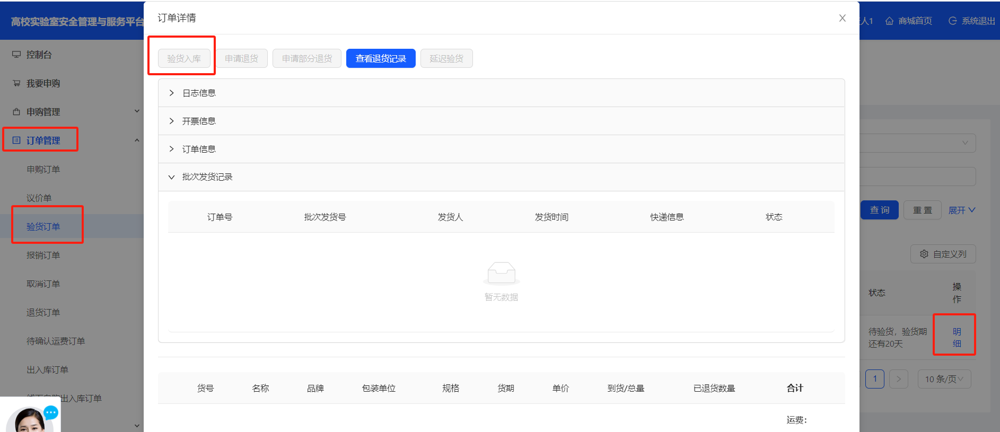 高校实验室安全管理与服务平台
人1
商城首页
系统退出
控制台
我要申购
申购管理
订单管理
申购订单
议价单
验货订单
报销订单
取消订单
退货订单
待确认运费订单
出入库订单
出入库订单
订单详情
验货入库
申请退货
申请部分退货
查看退货记录
延迟验货
日志信息
开票信息
订单信息
批次发货记录
订单号 批次发货号 发货人 发货时间 快递信息 状态
暂无数据
货号 名称 品牌 包装单位 规格 货期 单价 到货/总量 已退货数量 合计
运费:
查 询
重 置
展开
自定义列
状态
操
作
待验货，验货期
还有20天
明
细
1
10 条/页